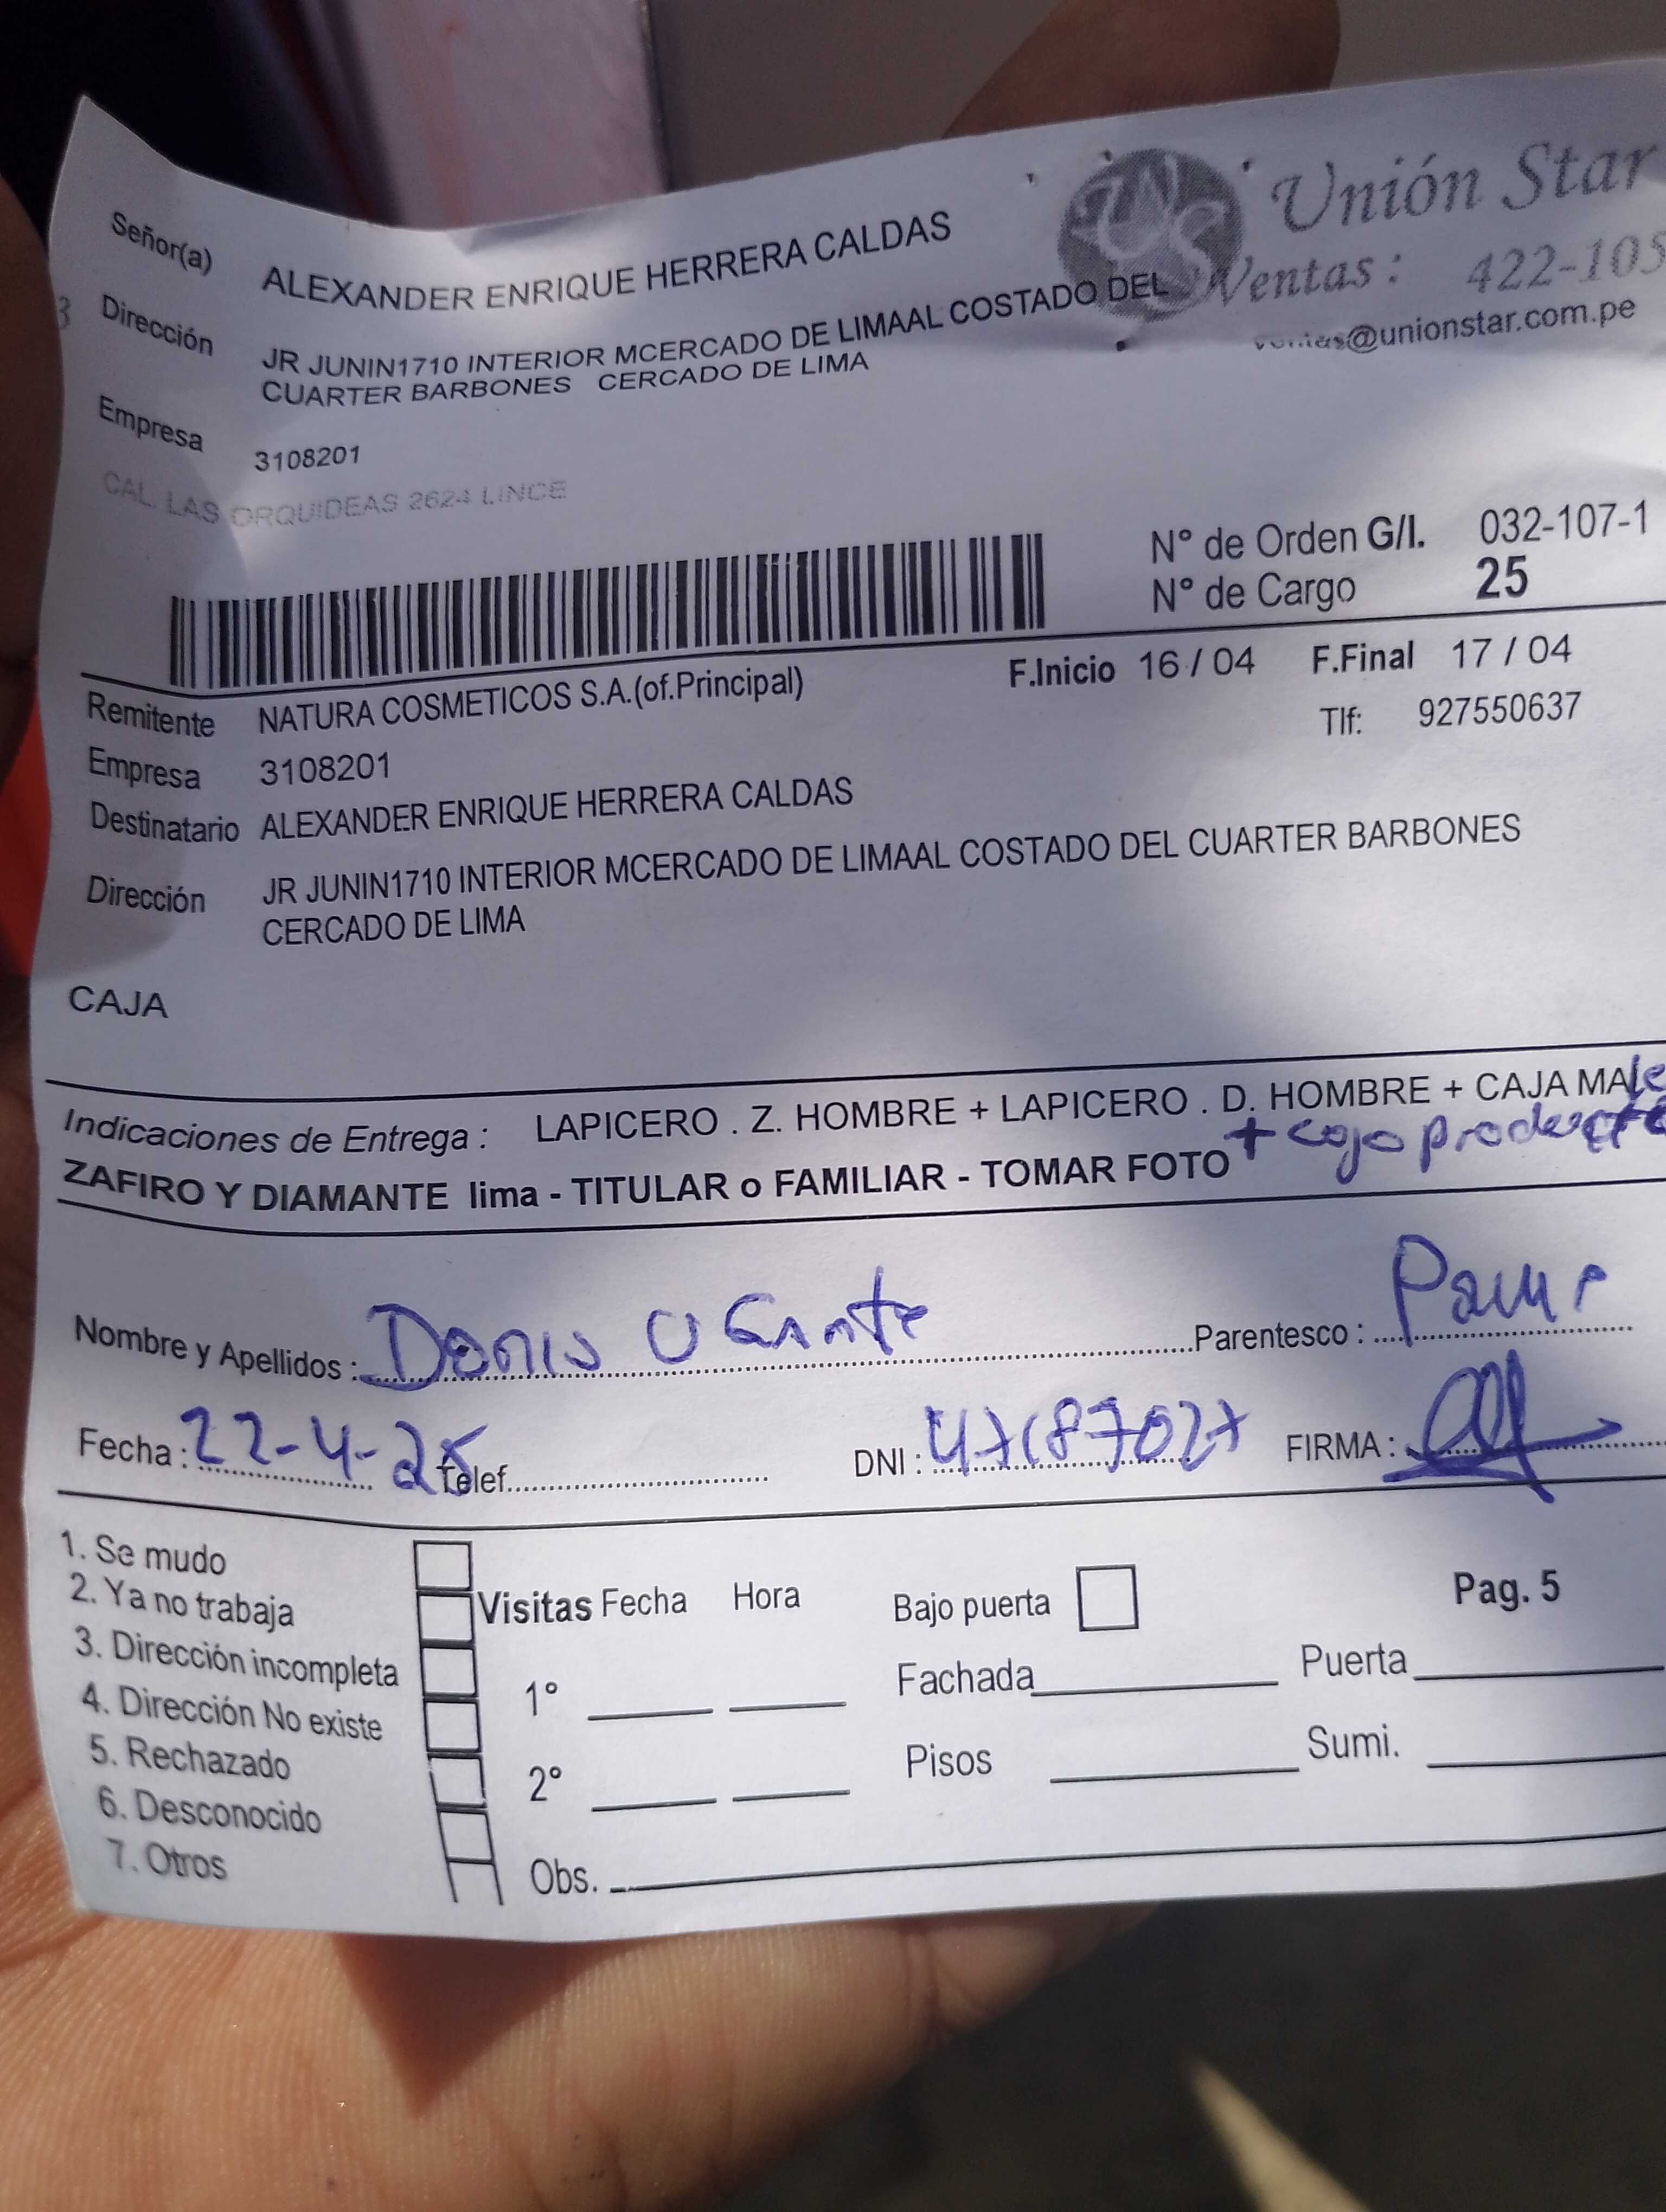 Unión Star
Señor(a) ALEXANDER ENRIQUE HERRERA CALDAS
Ventas: 422-105
@unionstar.com.pe
Dirección JR JUNIN1710 INTERIOR MCERCADO DE LIMAAL COSTADO DEL
CUARTER BARBONES CERCADO DE LIMA
Empresa 3108201
CAL. LAS ORQUIDEAS 2624 LINCE
N° de Orden G/I. 032-107-1
N° de Cargo 25
F.Inicio 16 / 04 F.Final 17 / 04
Remitente NATURA COSMETICOS S.A.(of.Principal)
Tlf: 927550637
Empresa 3108201
Destinatario ALEXANDER ENRIQUE HERRERA CALDAS
Dirección JR JUNIN1710 INTERIOR MCERCADO DE LIMAAL COSTADO DEL CUARTER BARBONES
CERCADO DE LIMA
CAJA
Indicaciones de Entrega : LAPICERO . Z. HOMBRE + LAPICERO . D. HOMBRE + CAJA MALE
ZAFIRO Y DIAMANTE lima - TITULAR o FAMILIAR - TOMAR FOTO + caja producto
Nombre y Apellidos : Parentesco :
Fecha : 22-4-25 Telef. DNI : FIRMA :
1. Se mudo
2. Ya no trabaja
3. Dirección incompleta
4. Dirección No existe
5. Rechazado
6. Desconocido
7. Otros
Visitas Fecha Hora
1°
2°
Obs.
Bajo puerta
Pag. 5
Fachada Puerta
Pisos Sumi.